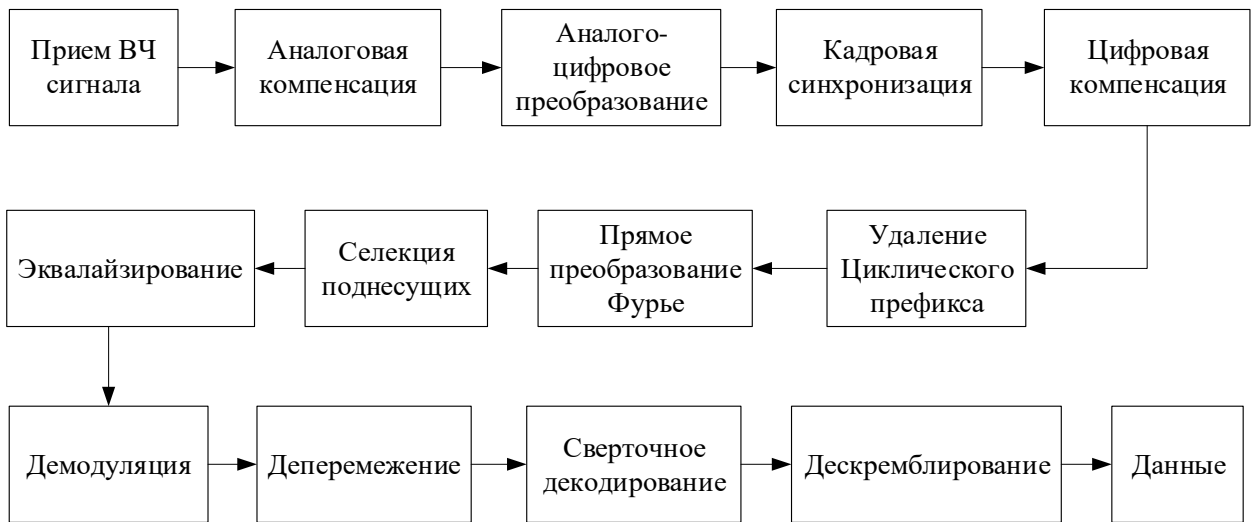 Прием ВЧ
сигнала
Аналоговая
компенсация
Аналого-
цифровое
преобразование
Кадровая
синхронизация
Цифровая
компенсация
Удаление
Циклического
префикса
Прямое
преобразование
Фурье
Селекция
поднесущих
Эквалайзирование
Демодуляция
Деперемежение
Сверточное
декодирование
Дескремблирование
Данные